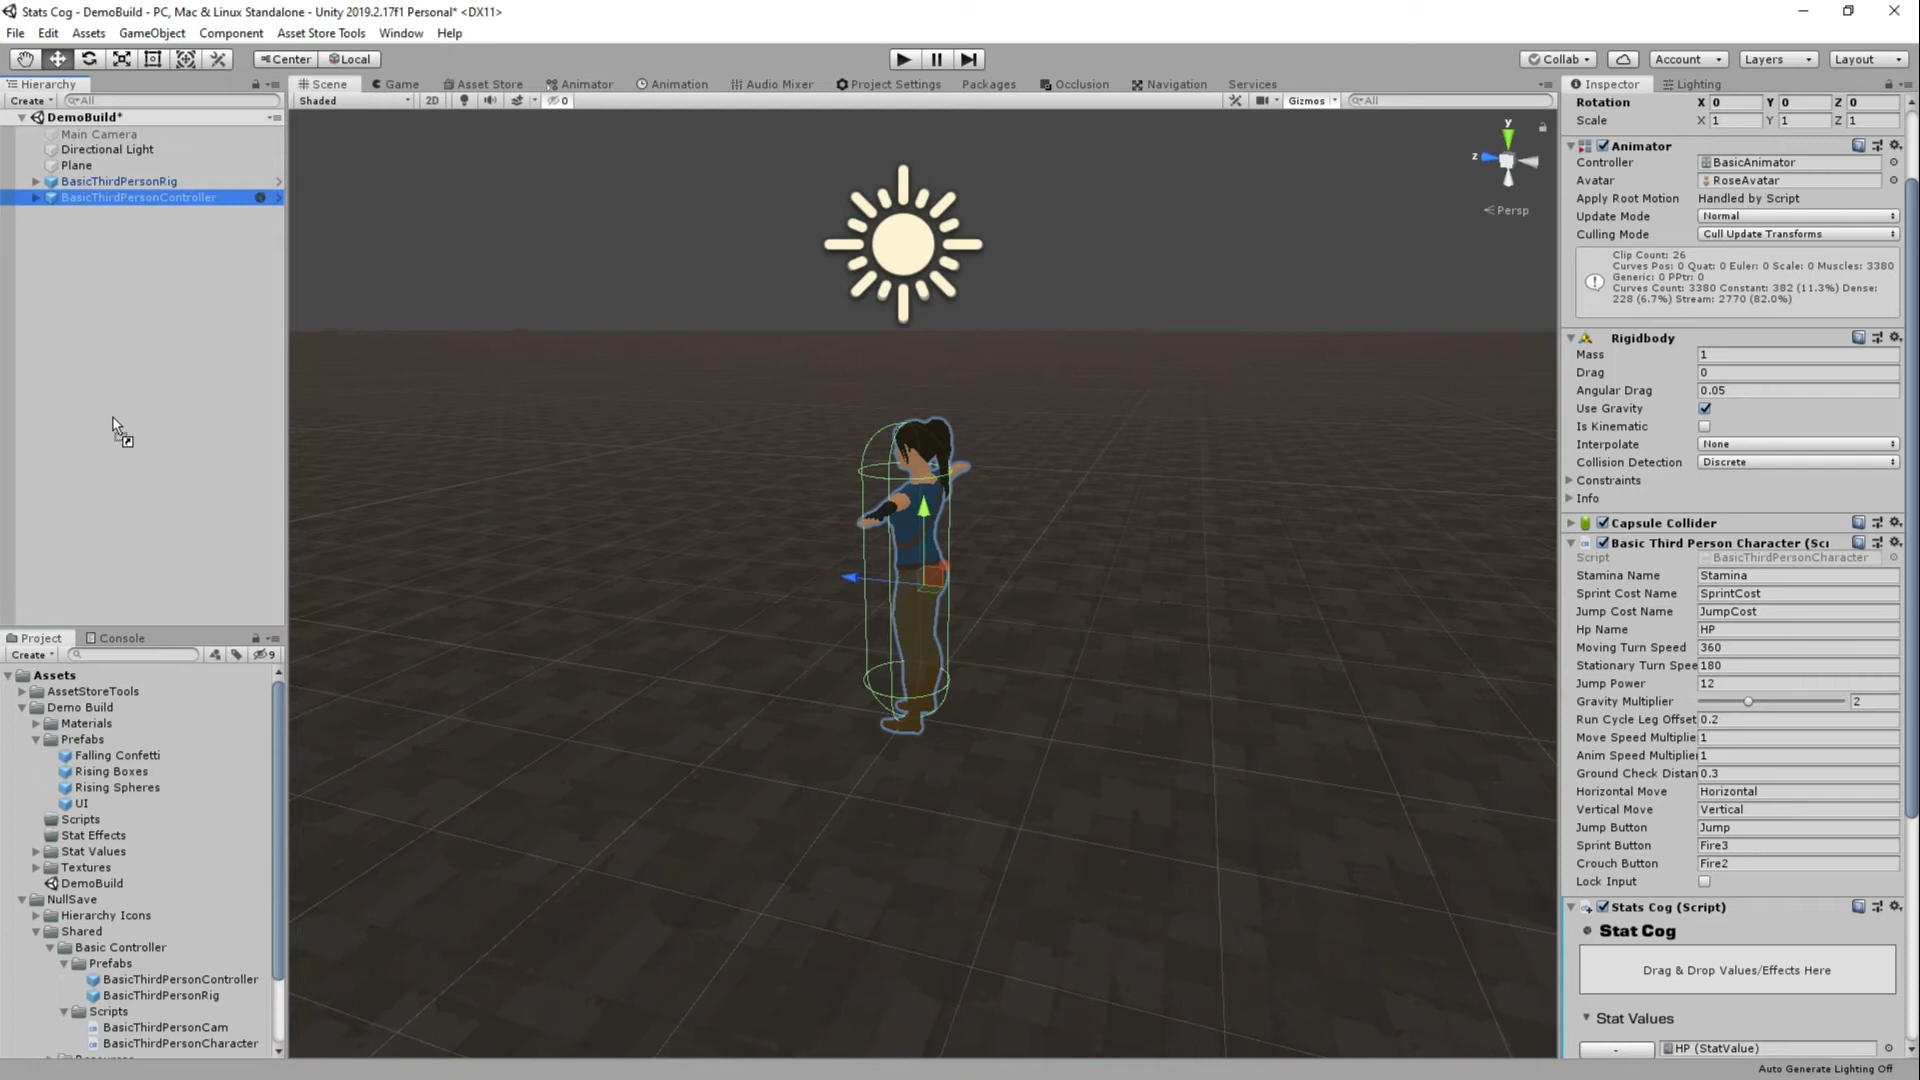 Stats Cog - DemoBuild - PC, Mac & Linux Standalone - Unity 2019.2.17f1 Personal* <DX11>
File Edit Assets GameObject Component Asset Store Tools Window Help
Center Local Collab Account Layers Layout
Hierarchy Scene Game Asset Store Animator Animation Audio Mixer Project Settings Packages Occlusion Navigation Services Inspector Lighting
Create All Shaded 2D 0 Gizmos All
DemoBuild*
Main Camera
Directional Light
Plane
BasicThirdPersonRig
BasicThirdPersonController
y
z
Persp
Project Console
Create 9
Assets
AssetStoreTools
Demo Build
Materials
Prefabs
Falling Confetti
Rising Boxes
Rising Spheres
UI
Scripts
Stat Effects
Stat Values
Textures
DemoBuild
NullSave
Hierarchy Icons
Shared
Basic Controller
Prefabs
BasicThirdPersonController
BasicThirdPersonRig
Scripts
BasicThirdPersonCam
BasicThirdPersonCharacter
Rotation X 0 Y 0 Z 0
Scale X 1 Y 1 Z 1
Animator
Controller BasicAnimator
Avatar RoseAvatar
Apply Root Motion Handled by Script
Update Mode Normal
Culling Mode Cull Update Transforms
Clip Count: 26
Curves Pos: 0 Quat: 0 Euler: 0 Scale: 0 Muscles: 3380
Generic: 0 PPtr: 0
Curves Count: 3380 Constant: 382 (11.3%) Dense:
228 (6.7%) Stream: 2770 (82.0%)
Rigidbody
Mass 1
Drag 0
Angular Drag 0.05
Use Gravity
Is Kinematic
Interpolate None
Collision Detection Discrete
Constraints
Info
Capsule Collider
Basic Third Person Character (Scr
Script BasicThirdPersonCharacter
Stamina Name Stamina
Sprint Cost Name SprintCost
Jump Cost Name JumpCost
Hp Name HP
Moving Turn Speed 360
Stationary Turn Spee 180
Jump Power 12
Gravity Multiplier 2
Run Cycle Leg Offset 0.2
Move Speed Multiplie 1
Anim Speed Multiplier 1
Ground Check Distan 0.3
Horizontal Move Horizontal
Vertical Move Vertical
Jump Button Jump
Sprint Button Fire3
Crouch Button Fire2
Lock Input
Stats Cog (Script)
Stat Cog
Drag & Drop Values/Effects Here
Stat Values
- HP (StatValue)
Auto Generate Lighting Off